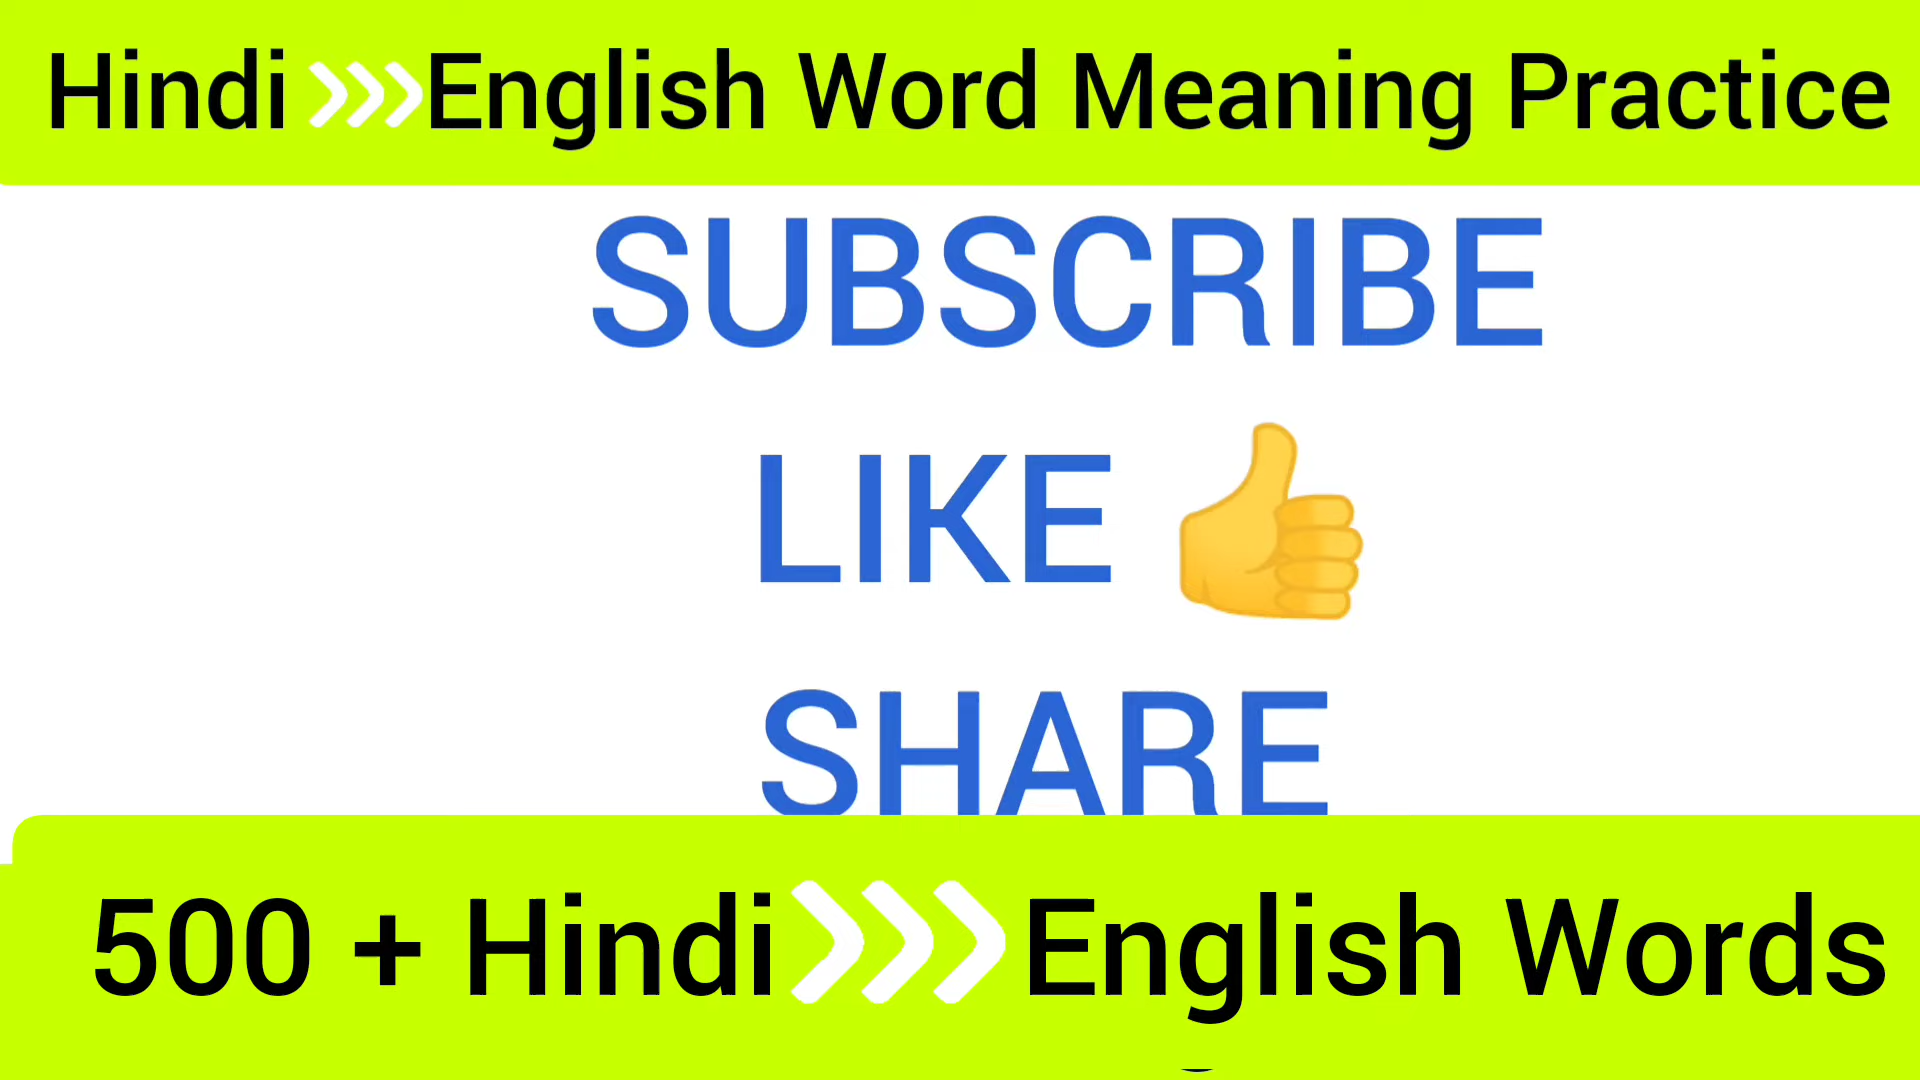 Hindi English Word Meaning Practice
SUBSCRIBE
LIKE 👍
SHARE
500 + Hindi English Words